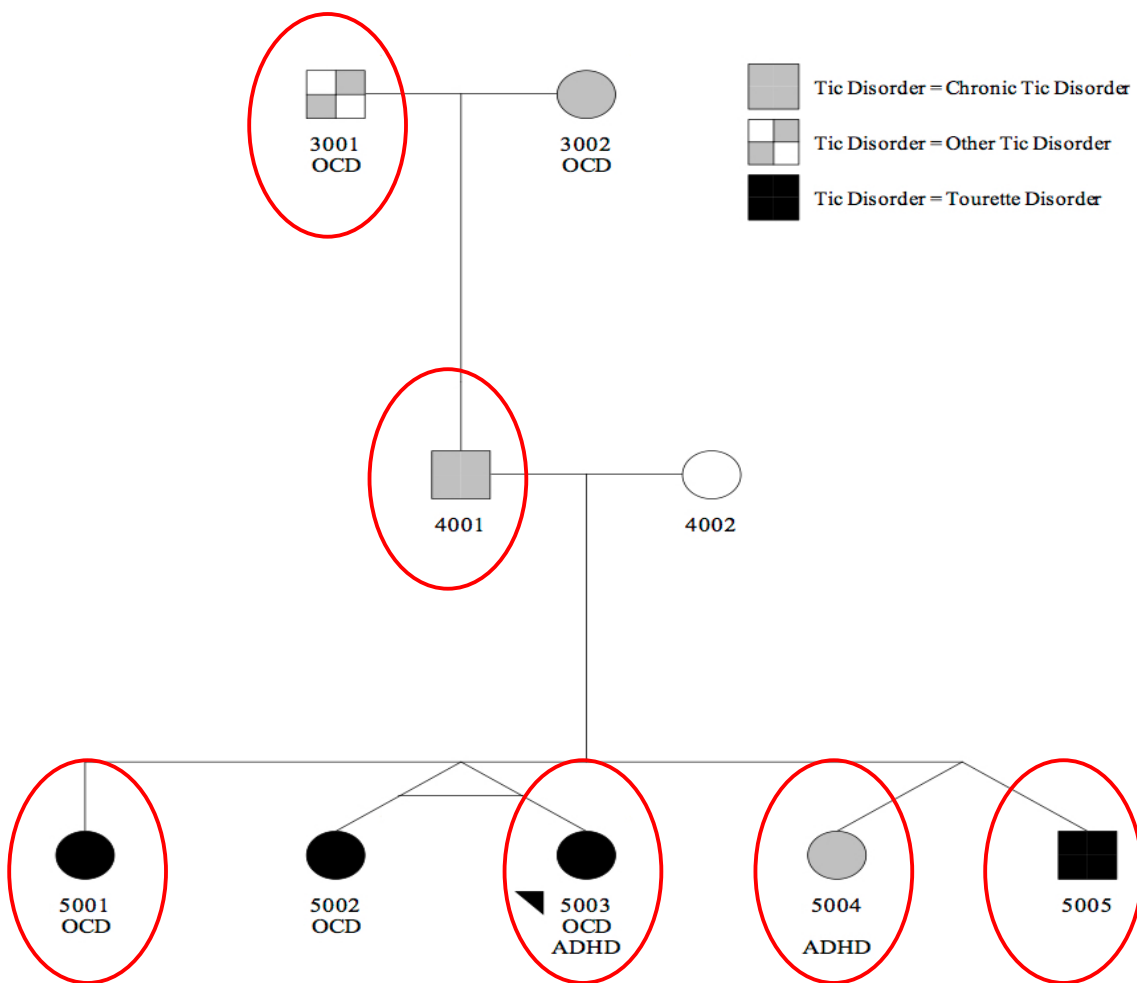 Tic Disorder = Chronic Tic Disorder
Tic Disorder = Other Tic Disorder
Tic Disorder = Tourette Disorder
3001
OCD
3002
OCD
4001
4002
5001
OCD
5002
OCD
5003
OCD
ADHD
5004
ADHD
5005